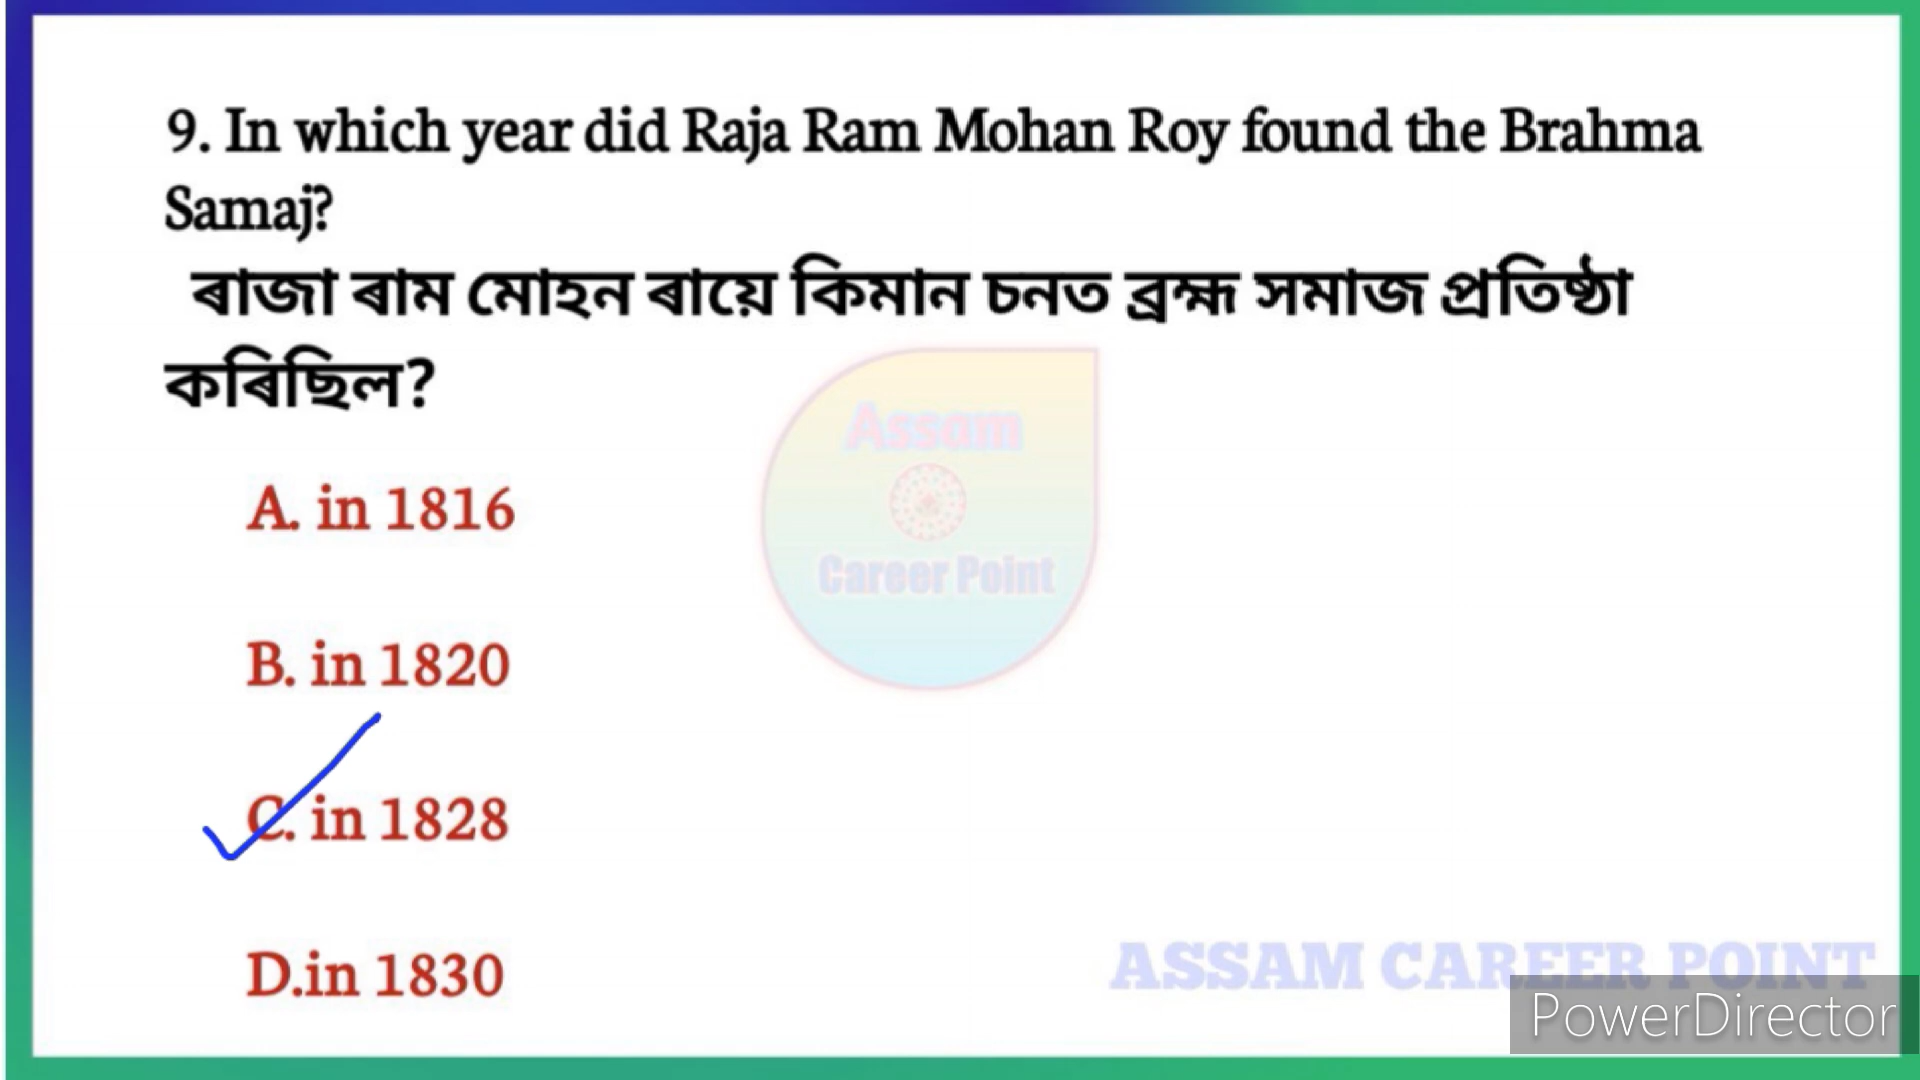 9. In which year did Raja Ram Mohan Roy found the Brahma
Samaj?
ৰাজা ৰাম মোহন ৰায়ে কিমান চনত ব্ৰহ্ম সমাজ প্ৰতিষ্ঠা
কৰিছিল?
Assam
Career Point
A. in 1816
B. in 1820
C. in 1828
D.in 1830
ASSAM CAREER POINT
PowerDirector